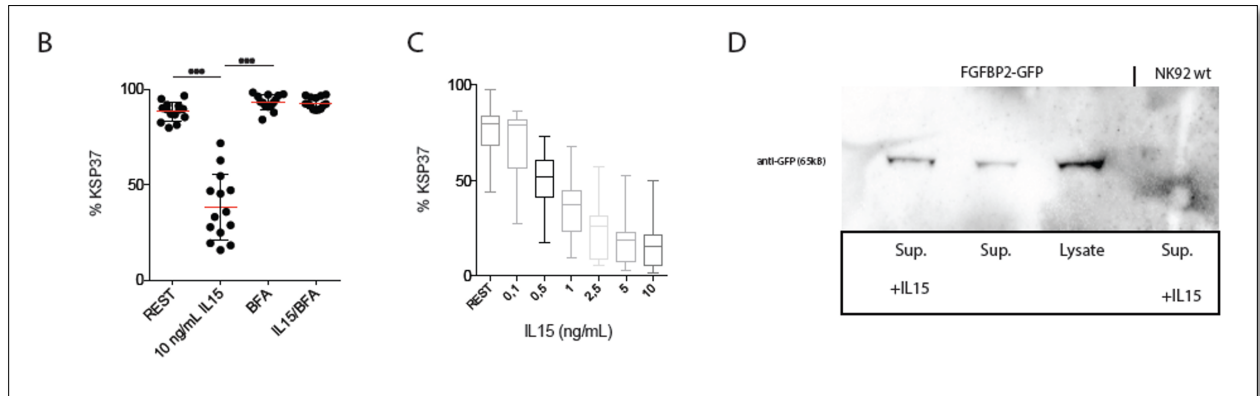 B
***
***
100
50
0
% KSP37
REST
10 ng/mL IL15
BFA
IL15/BFA
C
100
50
0
% KSP37
REST
0,1
0,5
1
2,5
5
10
IL15 (ng/mL)
D
FGFBP2-GFP
NK92 wt
anti-GFP (65kB)
Sup. Sup. Lysate Sup.
+IL15 +IL15